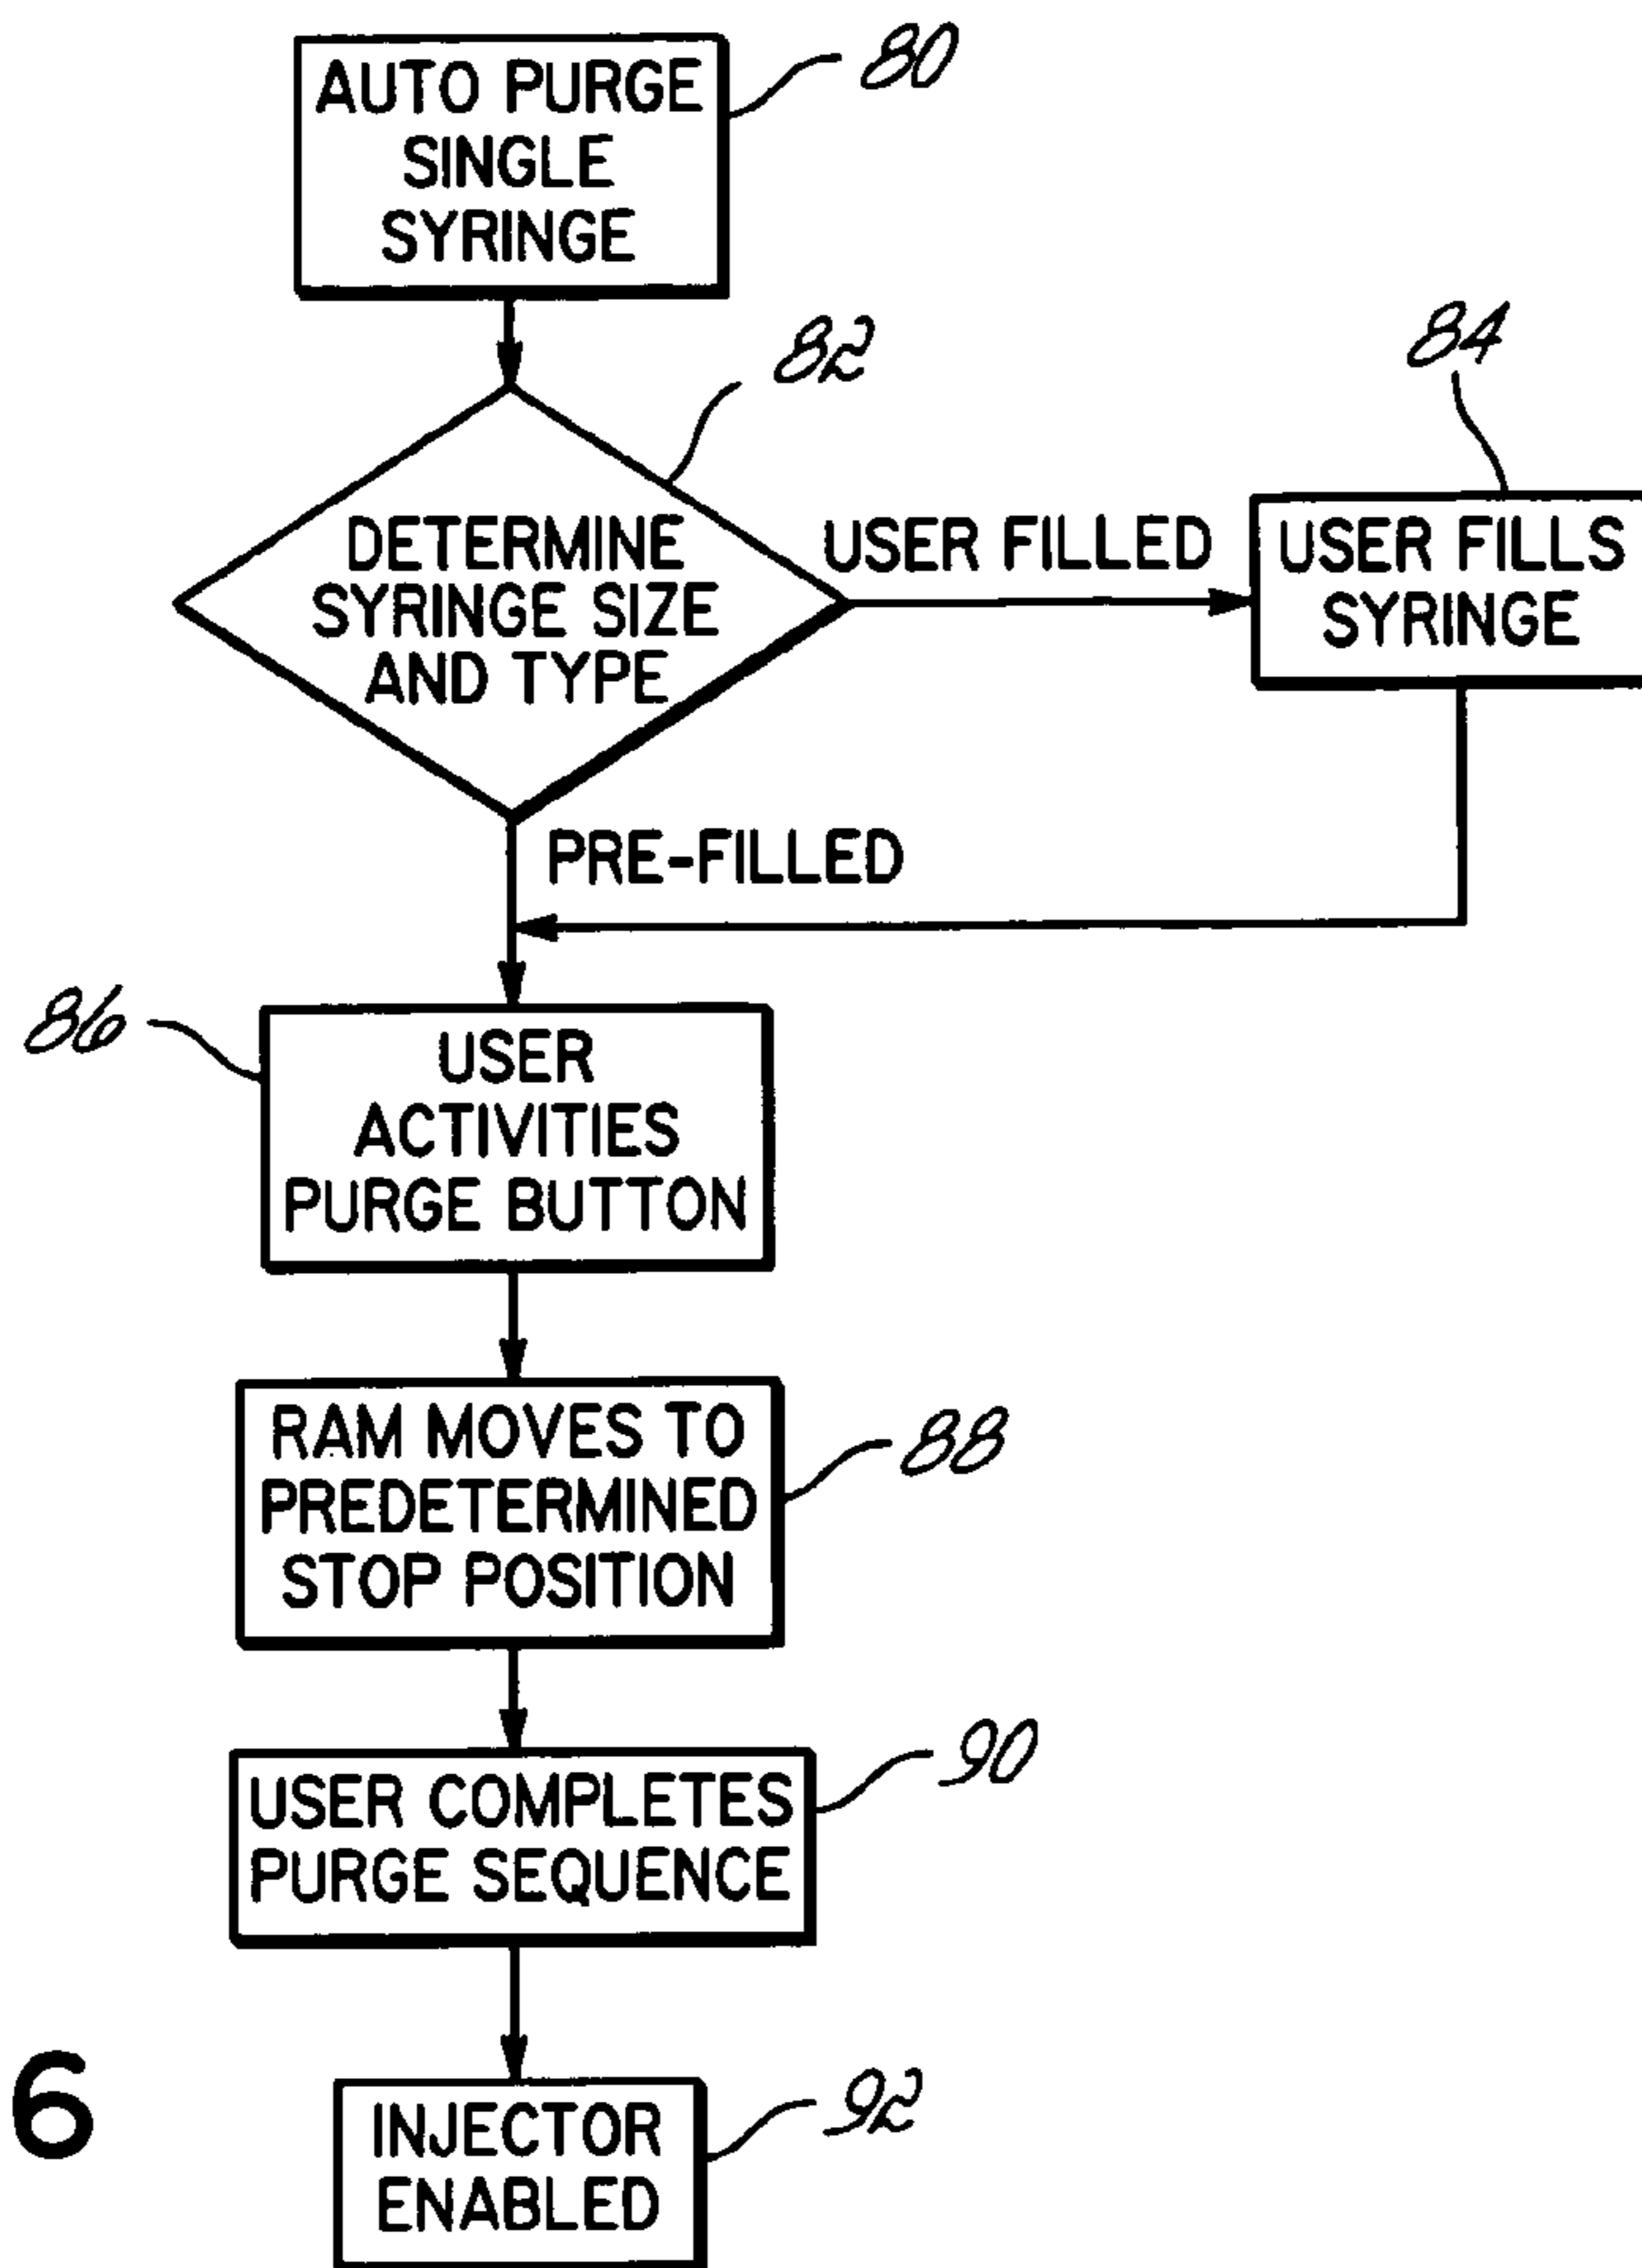 AUTO PURGE
SINGLE
SYRINGE
80
82
84
DETERMINE
SYRINGE SIZE
AND TYPE
USER FILLED
USER FILLS
SYRINGE
PRE-FILLED
86
USER
ACTIVITIES
PURGE BUTTON
RAM MOVES TO
PREDETERMINED
STOP POSITION
88
USER COMPLETES
PURGE SEQUENCE
90
6
INJECTOR
ENABLED
92